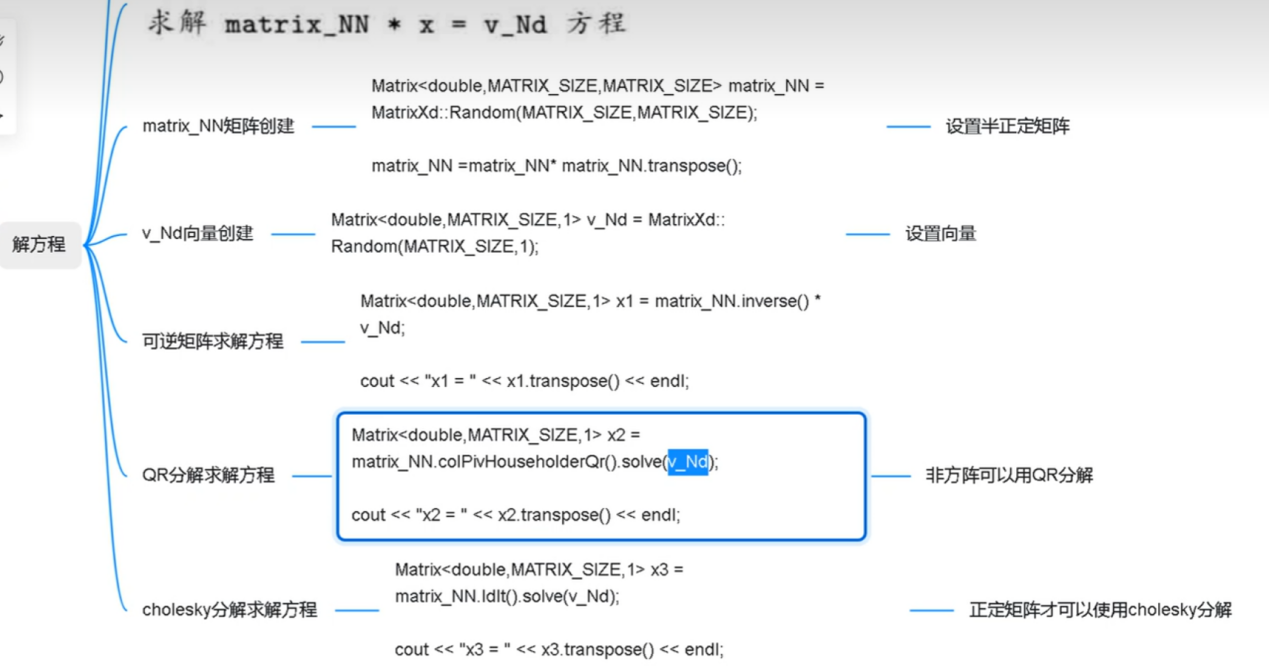 求解 matrix_NN * x = v_Nd 方程
Matrix<double,MATRIX_SIZE,MATRIX_SIZE> matrix_NN =
MatrixXd::Random(MATRIX_SIZE,MATRIX_SIZE);
matrix_NN矩阵创建
设置半正定矩阵
matrix_NN =matrix_NN* matrix_NN.transpose();
Matrix<double,MATRIX_SIZE,1> v_Nd = MatrixXd::
v_Nd向量创建
设置向量
Random(MATRIX_SIZE,1);
解方程
Matrix<double,MATRIX_SIZE,1> x1 = matrix_NN.inverse() *
v_Nd;
可逆矩阵求解方程
cout << "x1 = " << x1.transpose() << endl;
Matrix<double,MATRIX_SIZE,1> x2 =
matrix_NN.colPivHouseholderQr().solve(v_Nd);
QR分解求解方程
非方阵可以用QR分解
cout << "x2 = " << x2.transpose() << endl;
Matrix<double,MATRIX_SIZE,1> x3 =
matrix_NN.ldlt().solve(v_Nd);
cholesky分解求解方程
正定矩阵才可以使用cholesky分解
cout << "x3 = " << x3.transpose() << endl;